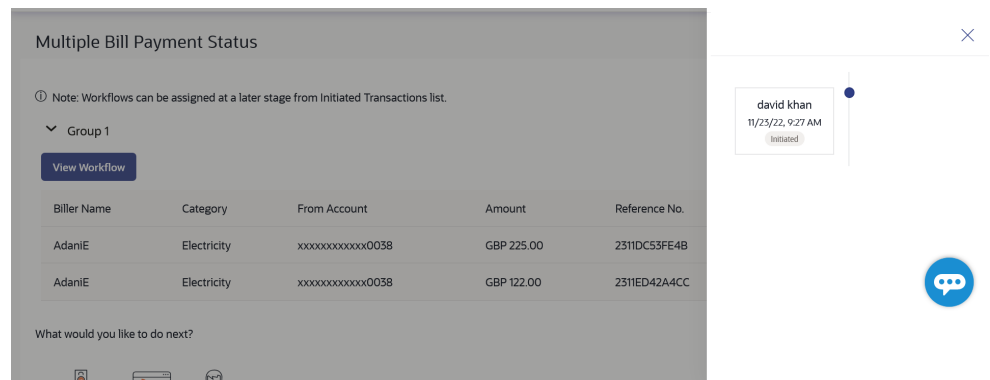 Multiple Bill Payment Status
Note: Workflows can be assigned at a later stage from Initiated Transactions list.
Group 1
View Workflow
Biller Name Category From Account Amount Reference No.
AdaniE Electricity xxxxxxxxxxxx0038 GBP 225.00 2311DC53FE4B
AdaniE Electricity xxxxxxxxxxxx0038 GBP 122.00 2311ED42A4CC
What would you like to do next?
david khan
11/23/22, 9:27 AM
Initiated